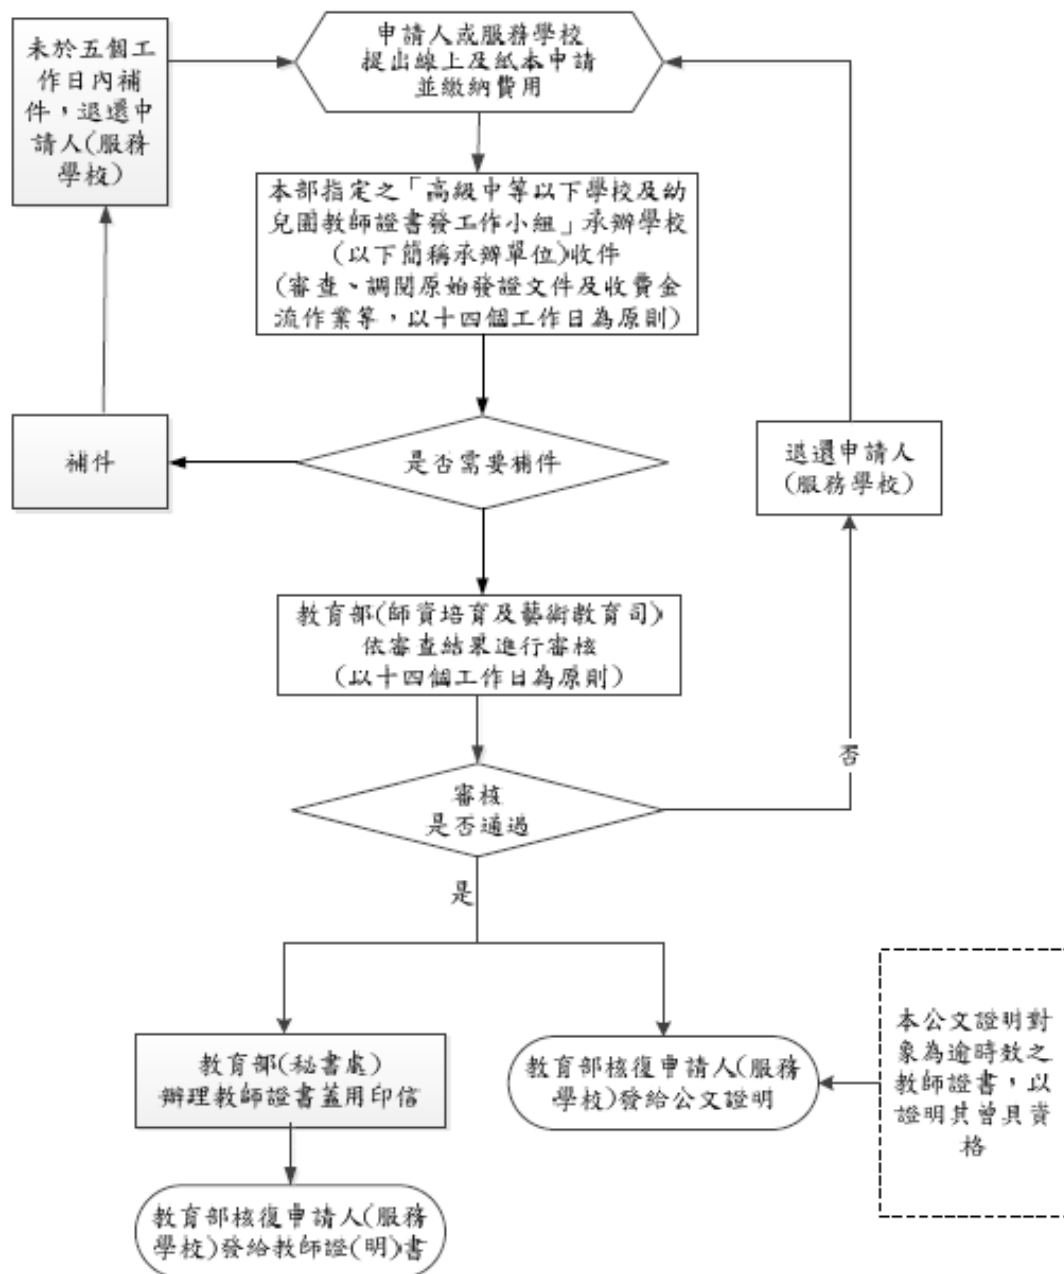 未於五個工
作日內補
件，退還申
請人(服務
學校)
申請人或服務學校
提出線上及紙本申請
並繳納費用
本部指定之「高級中等以下學校及幼
兒園教師證書發工作小組」承辦學校
(以下簡稱承辦單位)收件
(審查、調閱原始發證文件及收費金
流作業等，以十四個工作日為原則)
補件
是否需要補件
退還申請人
(服務學校)
教育部(師資培育及藝術教育司)
依審查結果進行審核
(以十四個工作日為原則)
否
審核
是否通過
是
教育部(秘書處)
辦理教師證書蓋用印信
教育部核復申請人(服務
學校)發給公文證明
本公文證明對
象為逾時效之
教師證書，以
證明其曾具資
格
教育部核復申請人(服務
學校)發給教師證(明)書